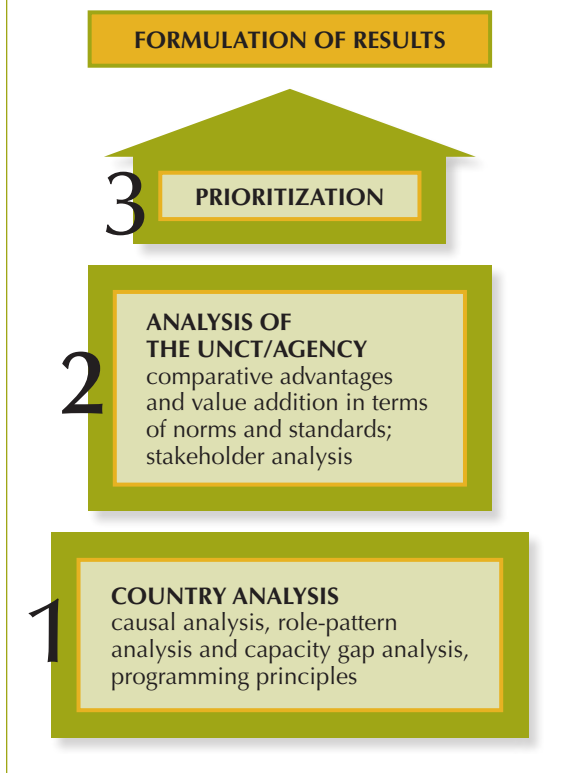 FORMULATION OF RESULTS
3
PRIORITIZATION
2
ANALYSIS OF
THE UNCT/AGENCY
comparative advantages
and value addition in terms
of norms and standards;
stakeholder analysis
1
COUNTRY ANALYSIS
causal analysis, role-pattern
analysis and capacity gap analysis,
programming principles